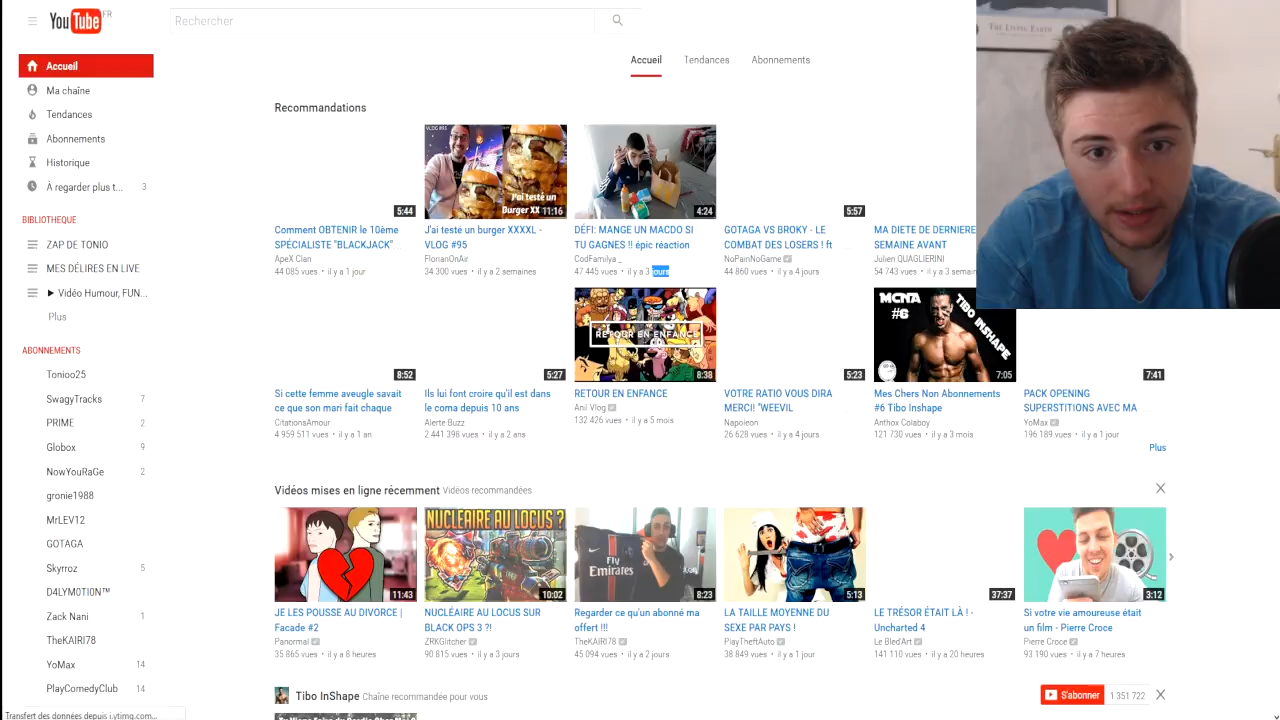 YouTube FR
Rechercher
THE LIVING EARTH
Accueil
Ma chaîne
Tendances
Abonnements
Historique
À regarder plus t... 3
BIBLIOTHEQUE
ZAP DE TONIO
MES DÉLIRES EN LIVE
► Vidéo Humour, FUN...
Plus
ABONNEMENTS
Tonioo25
SwagyTracks 7
PRIME 2
Globox 9
NowYouRaGe 2
gronie1988
MrLEV12
GOTAGA
Skyrroz 5
D4LYM0TI0N™
Zack Nani 1
TheKAIRI78
YoMax 14
PlayComedyClub 14
Transfert des données depuis i.ytimg.com...
Accueil Tendances Abonnements
Recommandations
5:44
VLOG #95
J'ai testé un
Burger XX 11:16
4:24
5:57
Comment OBTENIR le 10ème
SPÉCIALISTE "BLACKJACK"
ApeX Clan
44 085 vues • il y a 1 jour
J'ai testé un burger XXXXL -
VLOG #95
FlorianOnAir
34 300 vues • il y a 2 semaines
DÉFI: MANGE UN MACDO SI
TU GAGNES !! épic réaction
CodFamilya _
47 445 vues • il y a 3 jours
GOTAGA VS BROKY - LE
COMBAT DES LOSERS ! ft
NoPainNoGame
44 860 vues • il y a 4 jours
MA DIETE DE DERNIERE
SEMAINE AVANT
Julien QUAGLIERINI
54 743 vues • il y a 3 semain
8:52
5:27
RETOUR EN ENFANCE
8:38
5:23
MCNA
#6
TIBO INSHAPE
7:05
7:41
Si cette femme aveugle savait
ce que son mari fait chaque
CitationsAmour
4 959 511 vues • il y a 1 an
Ils lui font croire qu'il est dans
le coma depuis 10 ans
Alerte Buzz
2 441 398 vues • il y a 2 ans
RETOUR EN ENFANCE
Anil Vlog
132 426 vues • il y a 5 mois
VOTRE RATIO VOUS DIRA
MERCI! "WEEVIL
Napoleon
26 628 vues • il y a 4 jours
Mes Chers Non Abonnements
#6 Tibo Inshape
Anthox Colaboy
121 730 vues • il y a 3 mois
PACK OPENING
SUPERSTITIONS AVEC MA
YoMax
196 189 vues • il y a 1 jour
Plus
Vidéos mises en ligne récemment Vidéos recommandées
11:43
NUCLÉAIRE AU LOCUS ?
10:02
Fly
Emirates
8:23
5:13
37:37
3:12
JE LES POUSSE AU DIVORCE |
Facade #2
Panormal
35 865 vues • il y a 8 heures
NUCLÉAIRE AU LOCUS SUR
BLACK OPS 3 ?!
ZRKGlitcher
90 815 vues • il y a 3 jours
Regarder ce qu'un abonné ma
offert !!!
TheKAIRI78
45 094 vues • il y a 2 jours
LA TAILLE MOYENNE DU
SEXE PAR PAYS !
PlayTheftAuto
38 849 vues • il y a 1 jour
LE TRÉSOR ÉTAIT LÀ ! -
Uncharted 4
Le Bled'Art
141 110 vues • il y a 20 heures
Si votre vie amoureuse était
un film - Pierre Croce
Pierre Croce
93 190 vues • il y a 7 heures
Tibo InShape Chaîne recommandée pour vous
S'abonner 1 351 722